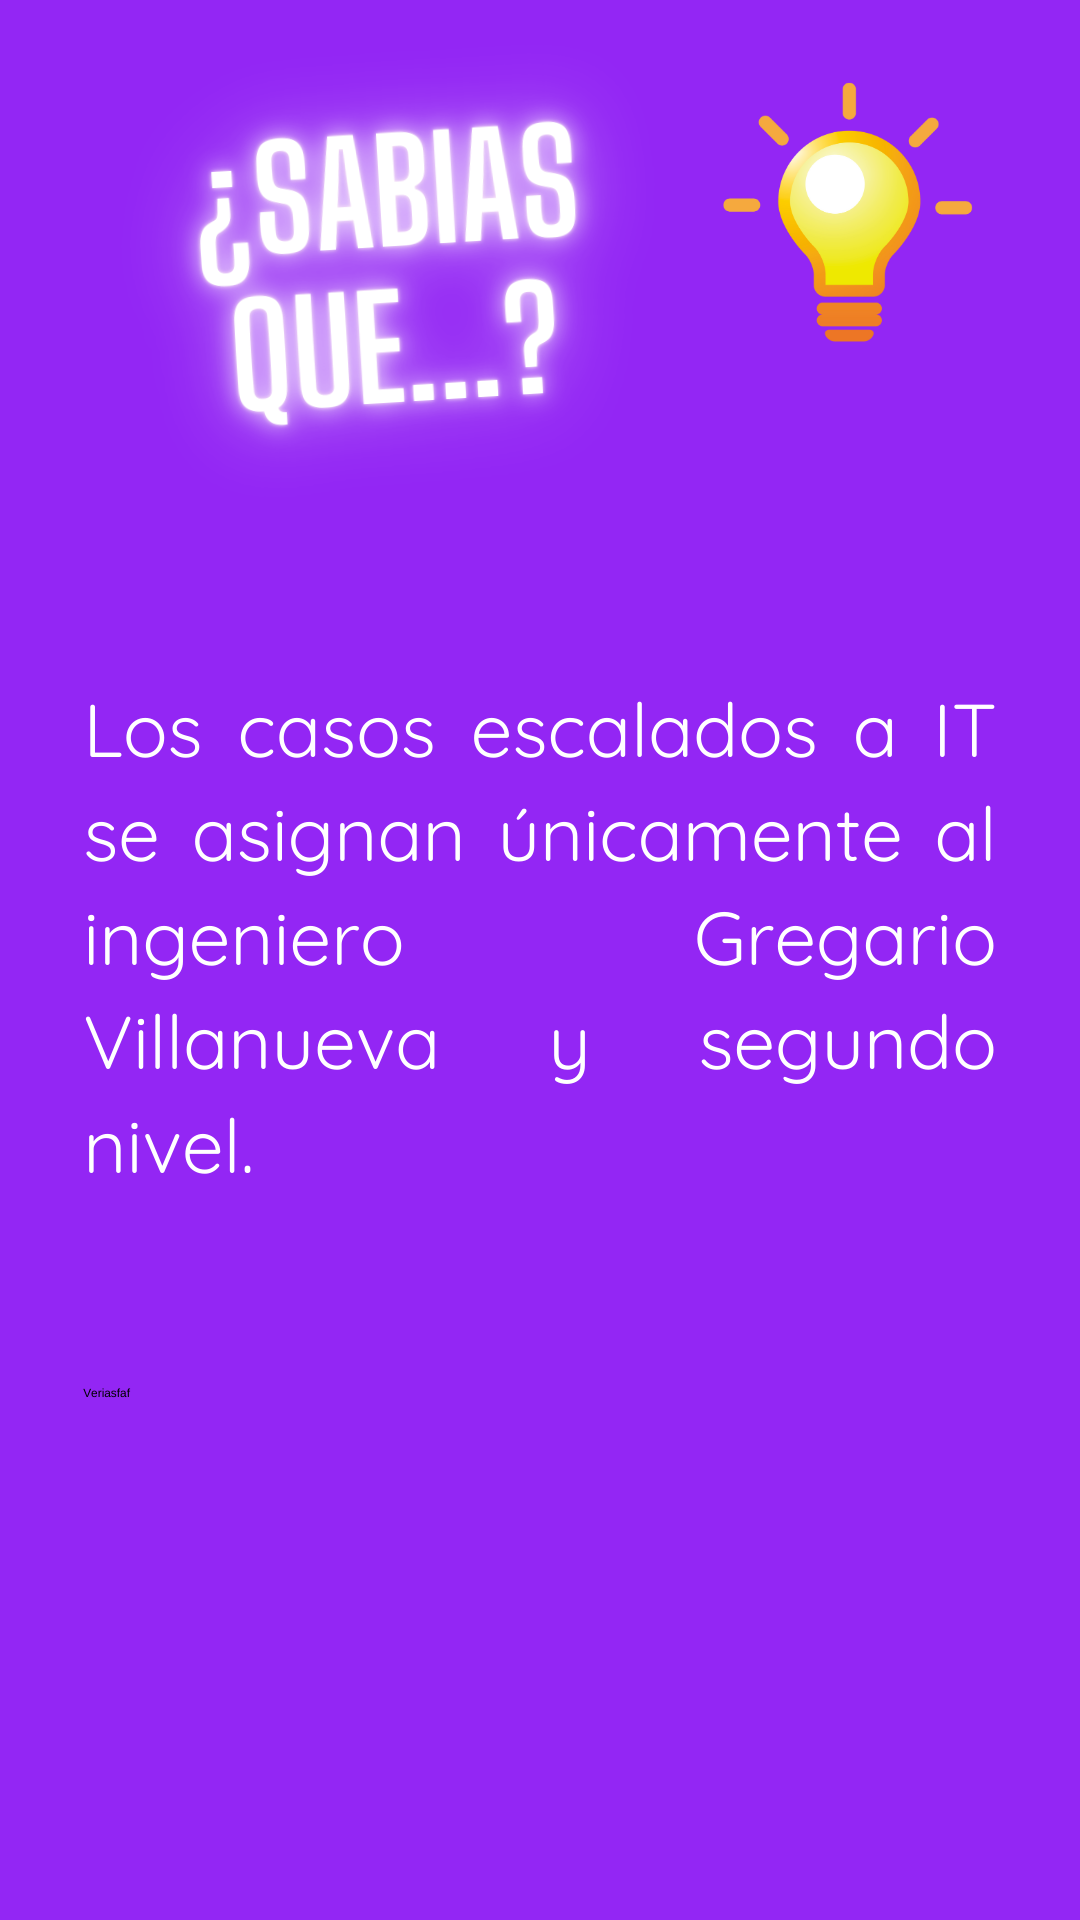 ¿SABIAS
QUE...?
Los casos escalados a IT
se asignan únicamente al
ingeniero Gregario
Villanueva y segundo
nivel.
Veriasfaf